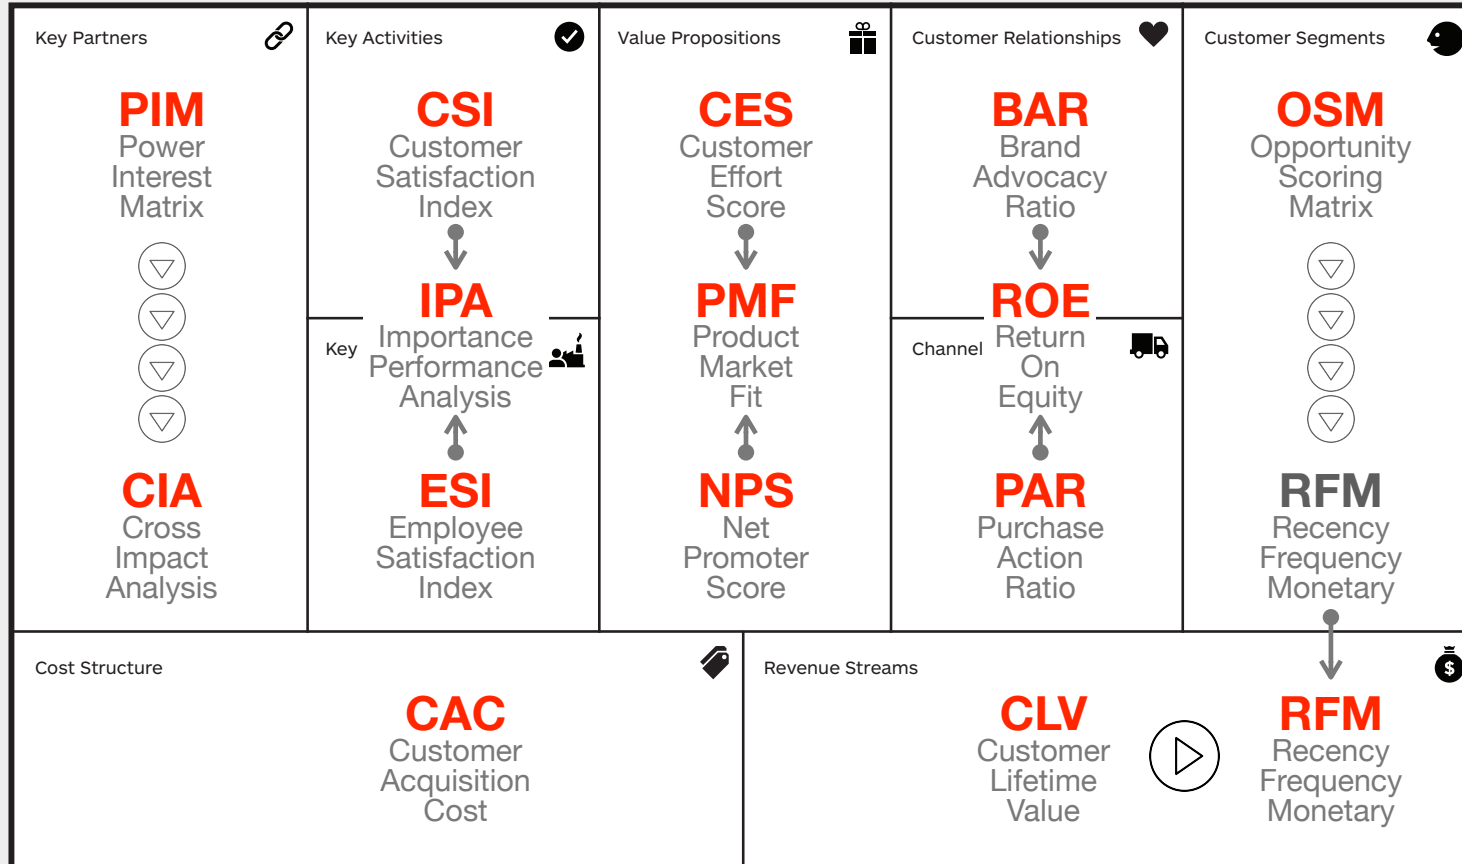 Key Partners
PIM
Power
Interest
Matrix
CIA
Cross
Impact
Analysis
Key Activities
CSI
Customer
Satisfaction
Index
IPA
Importance
Performance
Analysis
Key
ESI
Employee
Satisfaction
Index
Value Propositions
CES
Customer
Effort
Score
PMF
Product
Market
Fit
NPS
Net
Promoter
Score
Customer Relationships
BAR
Brand
Advocacy
Ratio
ROE
Return
On
Equity
Channel
PAR
Purchase
Action
Ratio
Customer Segments
OSM
Opportunity
Scoring
Matrix
RFM
Recency
Frequency
Monetary
Cost Structure
CAC
Customer
Acquisition
Cost
Revenue Streams
$
CLV
Customer
Lifetime
Value
RFM
Recency
Frequency
Monetary